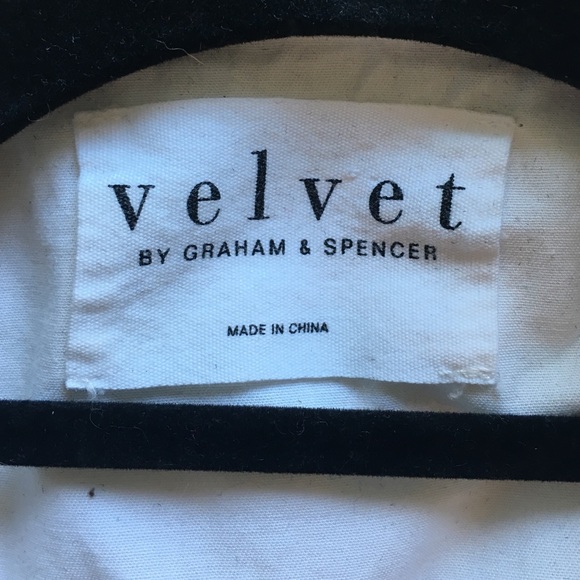 velvet
BY GRAHAM & SPENCER
MADE IN CHINA